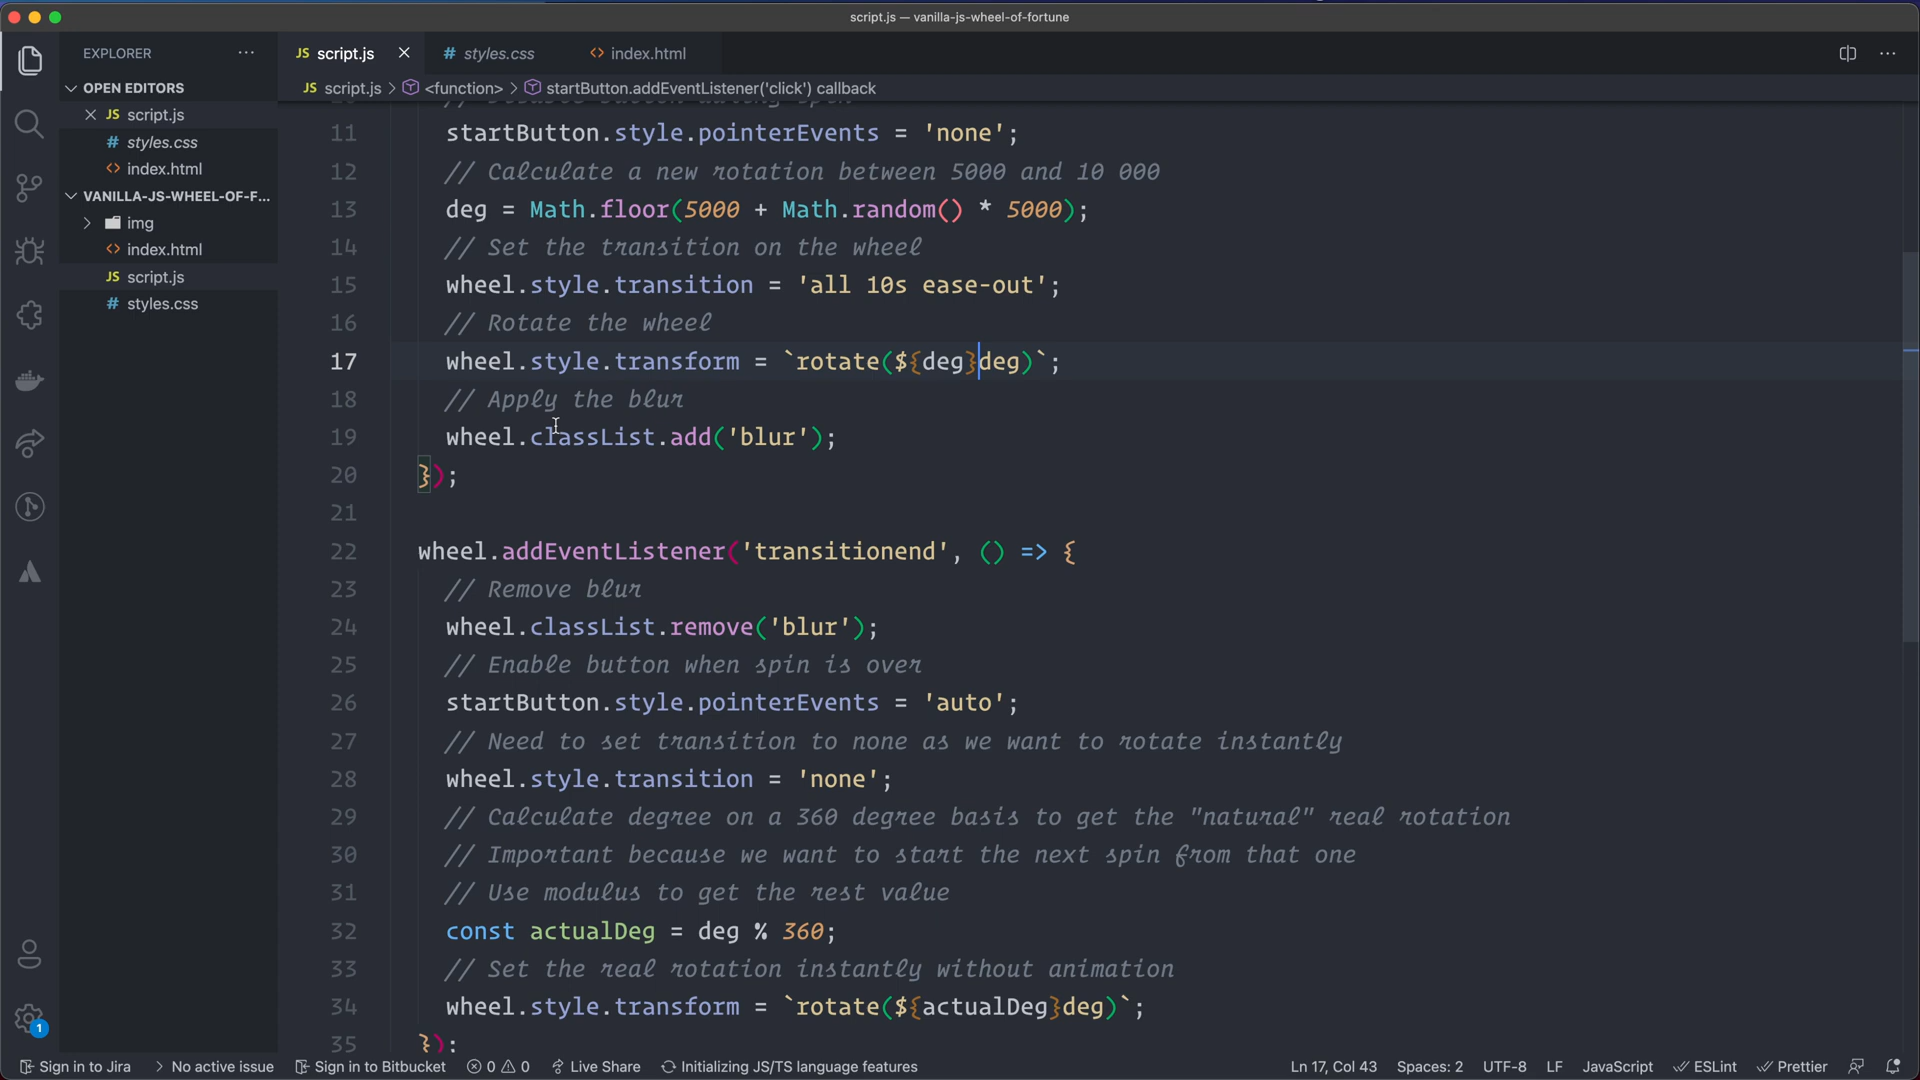 script.js — vanilla-js-wheel-of-fortune
EXPLORER
JS script.js
# styles.css
<> index.html
OPEN EDITORS
JS script.js > <function> > startButton.addEventListener('click') callback
JS script.js
# styles.css
<> index.html
VANILLA-JS-WHEEL-OF-F...
img
<> index.html
JS script.js
# styles.css
11 startButton.style.pointerEvents = 'none';
12 // Calculate a new rotation between 5000 and 10 000
13 deg = Math.floor(5000 + Math.random() * 5000);
14 // Set the transition on the wheel
15 wheel.style.transition = 'all 10s ease-out';
16 // Rotate the wheel
17 wheel.style.transform = `rotate(${deg}deg)`;
18 // Apply the blur
19 wheel.classList.add('blur');
20 });
21
22 wheel.addEventListener('transitionend', () => {
23 // Remove blur
24 wheel.classList.remove('blur');
25 // Enable button when spin is over
26 startButton.style.pointerEvents = 'auto';
27 // Need to set transition to none as we want to rotate instantly
28 wheel.style.transition = 'none';
29 // Calculate degree on a 360 degree basis to get the "natural" real rotation
30 // Important because we want to start the next spin from that one
31 // Use modulus to get the rest value
32 const actualDeg = deg % 360;
33 // Set the real rotation instantly without animation
34 wheel.style.transform = `rotate(${actualDeg}deg)`;
35 });
1
Sign in to Jira > No active issue Sign in to Bitbucket 0 0 Live Share Initializing JS/TS language features Ln 17, Col 43 Spaces: 2 UTF-8 LF JavaScript ESLint Prettier